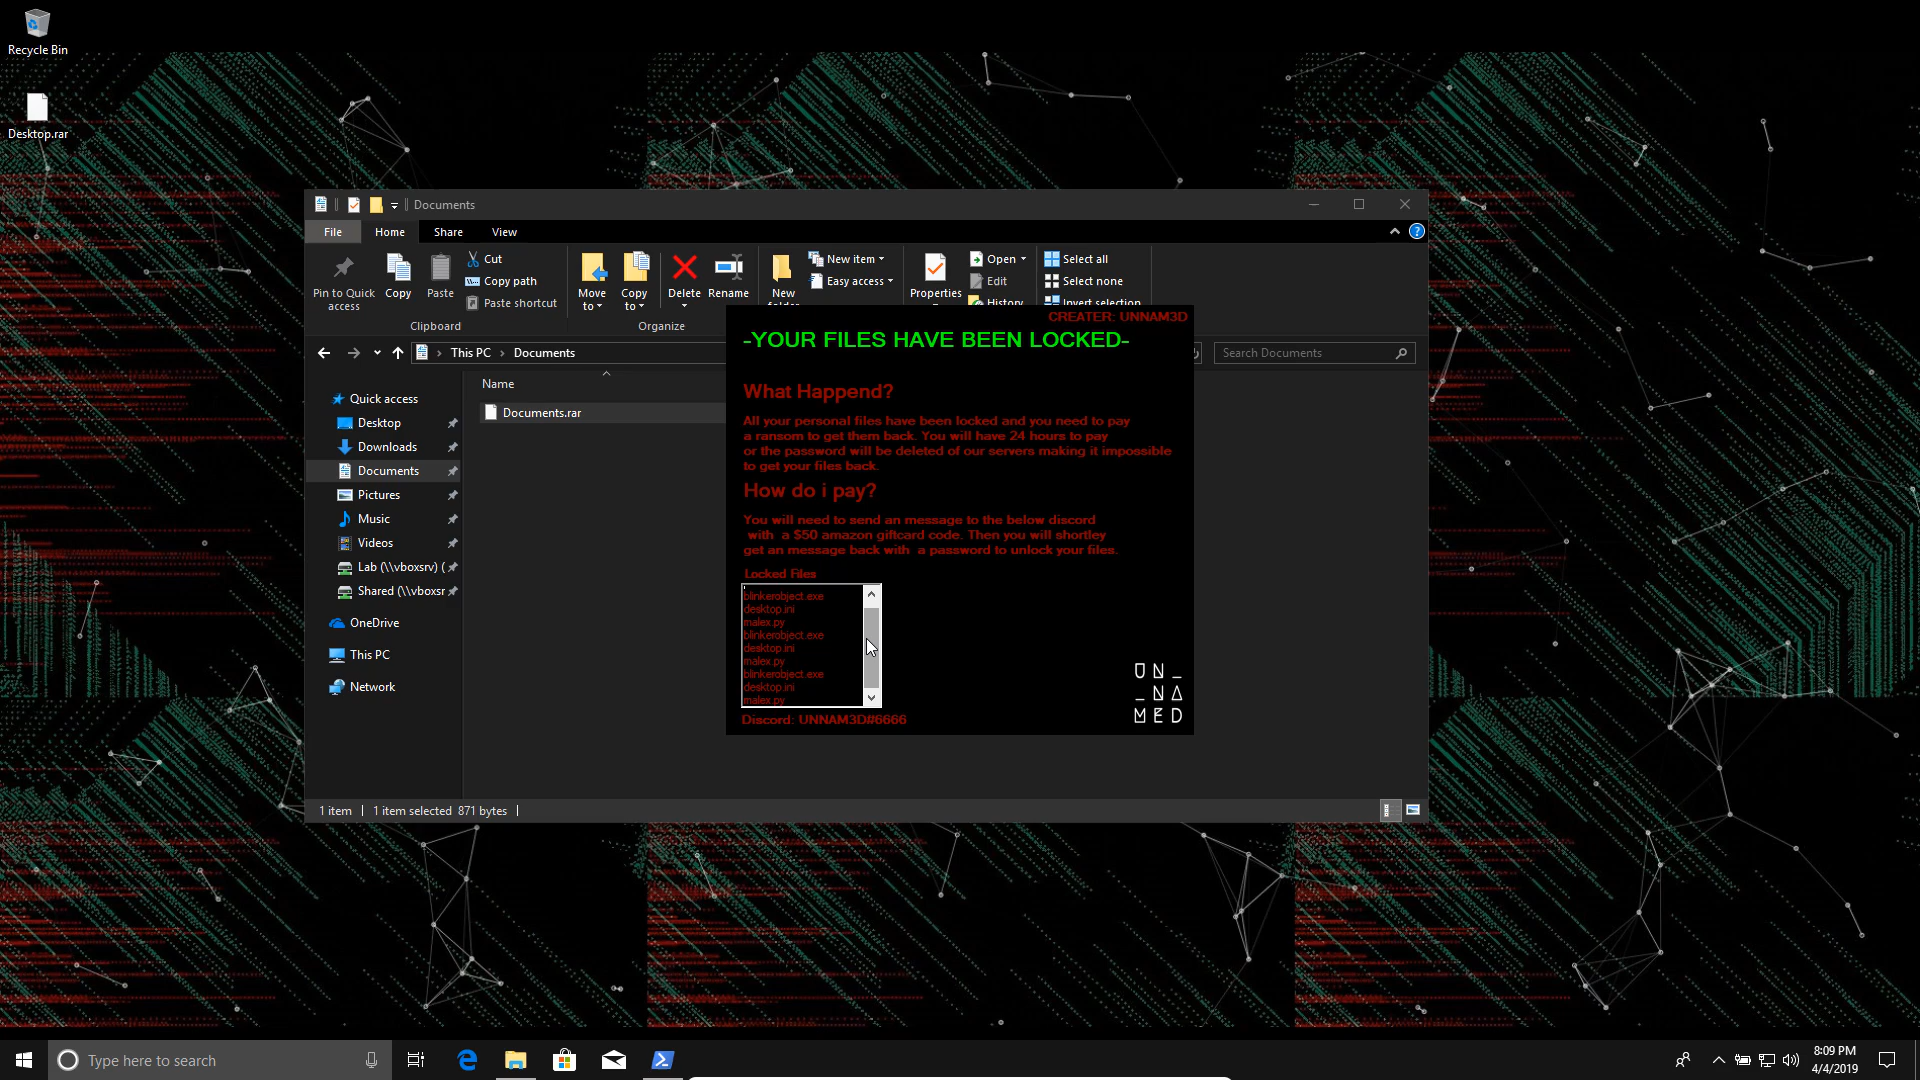 Recycle Bin
Desktop.rar
Documents
File
Home
Share
View
Pin to Quick
access
Copy
Paste
Cut
Copy path
Paste shortcut
Clipboard
Move
to
Copy
to
Delete
Rename
Organize
New
folder
New item
Easy access
Properties
Open
Edit
History
Select all
Select none
Invert selection
This PC
Documents
Search Documents
Quick access
Desktop
Downloads
Documents
Pictures
Music
Videos
Lab (\\vboxsrv) (
Shared (\\vboxsr
OneDrive
This PC
Network
Name
Documents.rar
1 item
1 item selected 871 bytes
CREATER: UNNAM3D
-YOUR FILES HAVE BEEN LOCKED-
What Happend?
All your personal files have been locked and you need to pay
a ransom to get them back. You will have 24 hours to pay
or the password will be deleted of our servers making it impossible
to get your files back.
How do i pay?
You will need to send an message to the below discord
with a $50 amazon giftcard code. Then you will shortley
get an message back with a password to unlock your files.
Locked Files
blinkerobject.exe
desktop.ini
malex.py
blinkerobject.exe
desktop.ini
malex.py
blinkerobject.exe
desktop.ini
malex.py
Discord: UNNAM3D#6666
UN_
_NA
MED
Type here to search
8:09 PM
4/4/2019